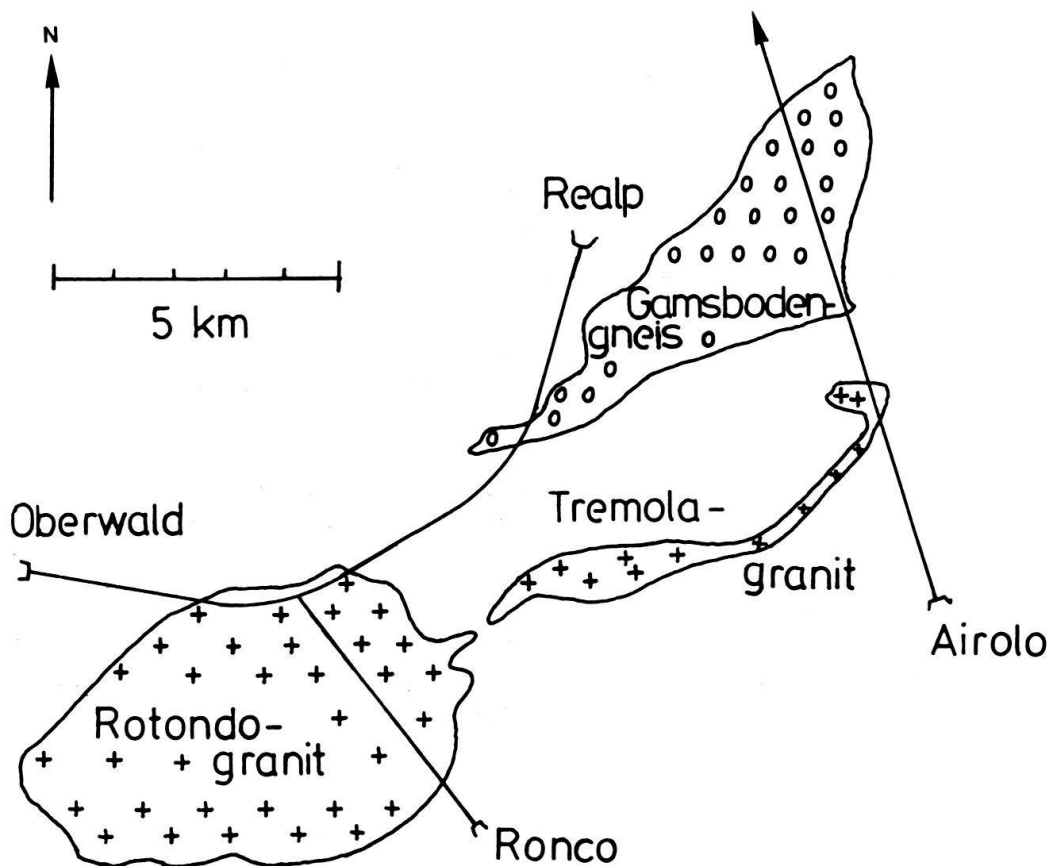 N
5 km
Realp
Gamsboden-
gneis
Oberwald
Tremola-
granit
Airolo
Rotondo-
granit
Ronco